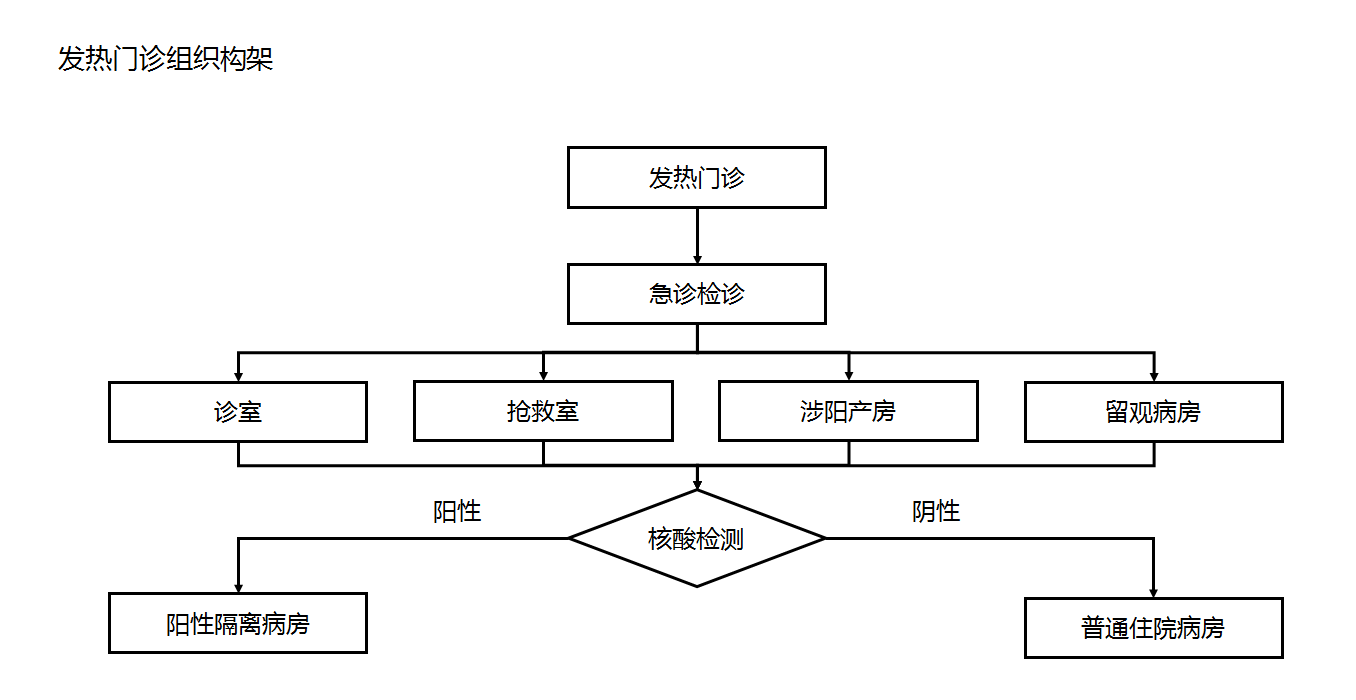 发热门诊组织构架
发热门诊
急诊检诊
诊室
抢救室
涉阳产房
留观病房
阳性
阴性
核酸检测
阳性隔离病房
普通住院病房